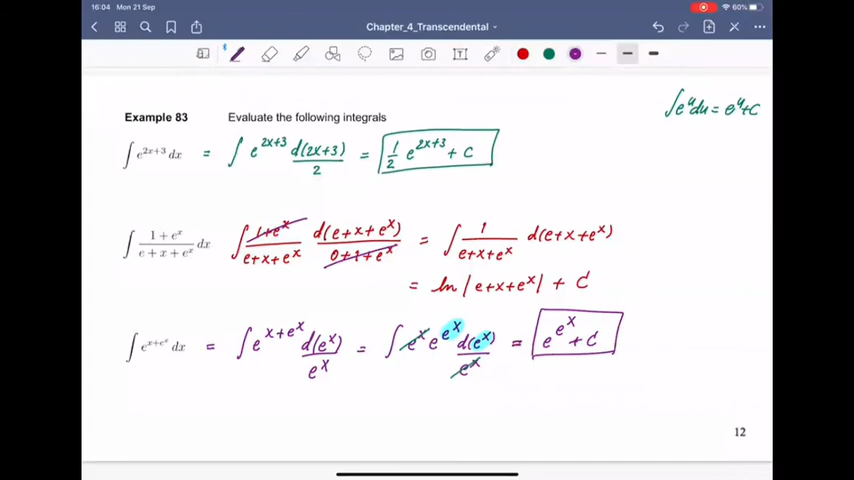 16:04 Mon 21 Sep
60%
Chapter_4_Transcendental
Example 83 Evaluate the following integrals
∫e^u du = e^u + C
∫ e^{2x+3} dx = ∫ e^{2x+3} d(2x+3)/2 = 1/2 e^{2x+3} + C
∫ (1 + e^x)/(e + x + e^x) dx ∫ (1+e^x)/(e+x+e^x) d(e+x+e^x)/(0+1+e^x) = ∫ 1/(e+x+e^x) d(e+x+e^x)
= ln|e+x+e^x| + C
∫ e^{x+e^x} dx = ∫ e^{x+e^x} d(e^x)/e^x = ∫ e^x e^{e^x} d(e^x)/e^x = e^{e^x} + C
12